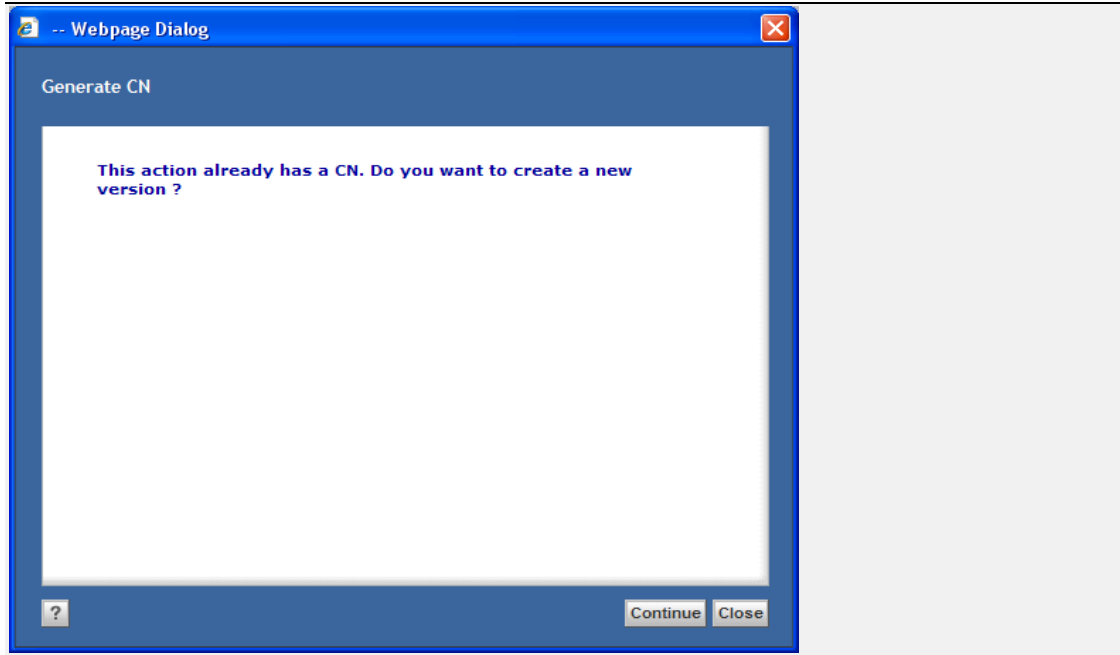 -- Webpage Dialog
Generate CN
This action already has a CN. Do you want to create a new
version ?
? Continue Close